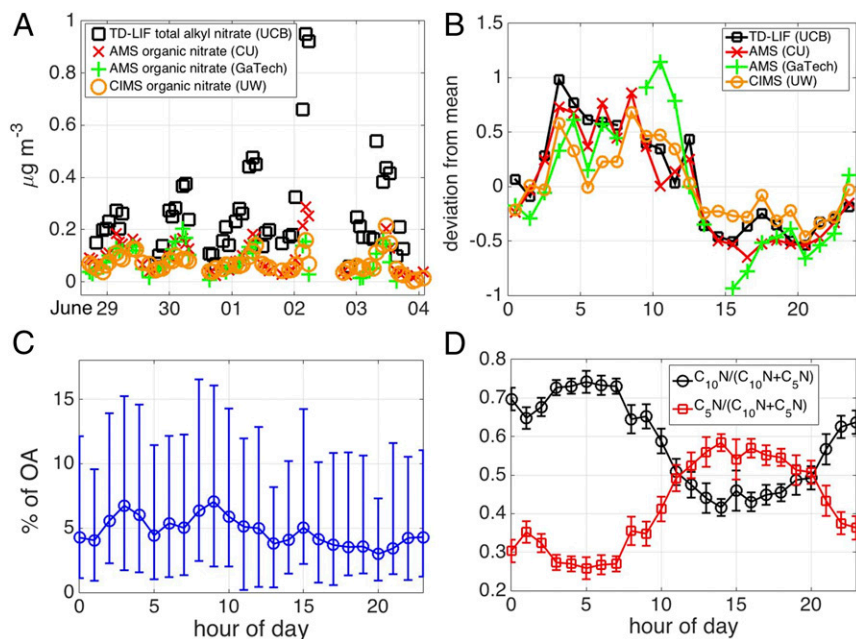 A
TD-LIF total alkyl nitrate (UCB)
AMS organic nitrate (CU)
AMS organic nitrate (GaTech)
CIMS organic nitrate (UW)
μg m⁻³
1
0.8
0.6
0.4
0.2
0
June 29 30 01 02 03 04
B
TD-LIF (UCB)
AMS (CU)
AMS (GaTech)
CIMS (UW)
deviation from mean
1.5
1
0.5
0
-0.5
-1
0 5 10 15 20
C
% of OA
15
10
5
0
0 5 10 15 20
hour of day
D
C₁₀N/(C₁₀N+C₅N)
C₅N/(C₁₀N+C₅N)
0.8
0.7
0.6
0.5
0.4
0.3
0.2
0 5 10 15 20
hour of day